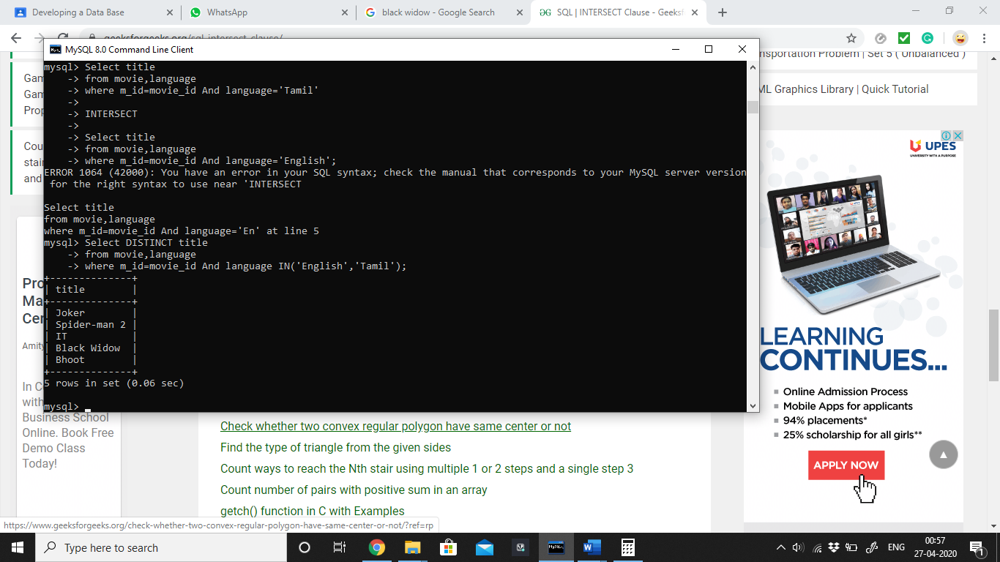 Developing a Data Base
WhatsApp
black widow - Google Search
SQL | INTERSECT Clause - Geeksf
geeksforgeeks.org/sql-intersect-clause/
MySQL 8.0 Command Line Client
mysql> Select title
-> from movie,language
-> where m_id=movie_id And language='Tamil'
->
-> INTERSECT
->
-> Select title
-> from movie,language
-> where m_id=movie_id And language='English';
ERROR 1064 (42000): You have an error in your SQL syntax; check the manual that corresponds to your MySQL server version
for the right syntax to use near 'INTERSECT
Select title
from movie,language
where m_id=movie_id And language='En' at line 5
mysql> Select DISTINCT title
-> from movie,language
-> where m_id=movie_id And language IN('English','Tamil');
+--------------+
| title |
+--------------+
| Joker |
| Spider-man 2 |
| IT |
| Black Widow |
| Bhoot |
+--------------+
5 rows in set (0.06 sec)
mysql>
Gam
Gam
Prop
Cou
stair
and
Pro
Ma
Cer
Amity
In C
with
Business School
Online. Book Free
Demo Class
Today!
nsportation Problem | Set 5 ( Unbalanced )
ML Graphics Library | Quick Tutorial
UPES
UNIVERSITY WITH A PURPOSE
LEARNING
CONTINUES...
Online Admission Process
Mobile Apps for applicants
94% placements*
25% scholarship for all girls**
APPLY NOW
Check whether two convex regular polygon have same center or not
Find the type of triangle from the given sides
Count ways to reach the Nth stair using multiple 1 or 2 steps and a single step 3
Count number of pairs with positive sum in an array
getch() function in C with Examples
https://www.geeksforgeeks.org/check-whether-two-convex-regular-polygon-have-same-center-or-not/?ref=rp
Type here to search
ENG
00:57
27-04-2020
1